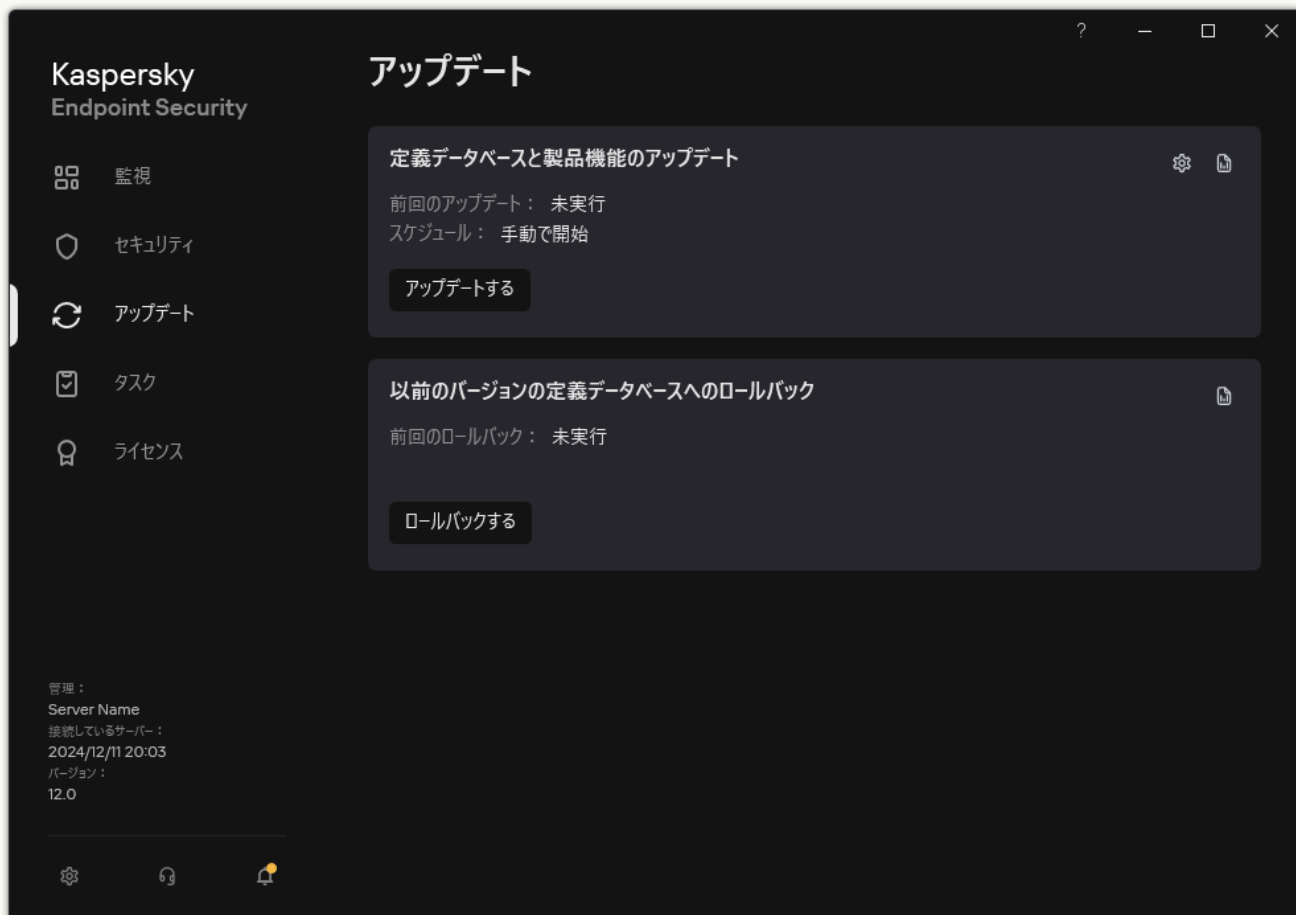 Kaspersky
Endpoint Security
監視
セキュリティ
アップデート
タスク
ライセンス
管理：
Server Name
接続しているサーバー：
2024/12/11 20:03
バージョン：
12.0
?
アップデート
定義データベースと製品機能のアップデート
前回のアップデート： 未実行
スケジュール： 手動で開始
アップデートする
以前のバージョンの定義データベースへのロールバック
前回のロールバック： 未実行
ロールバックする